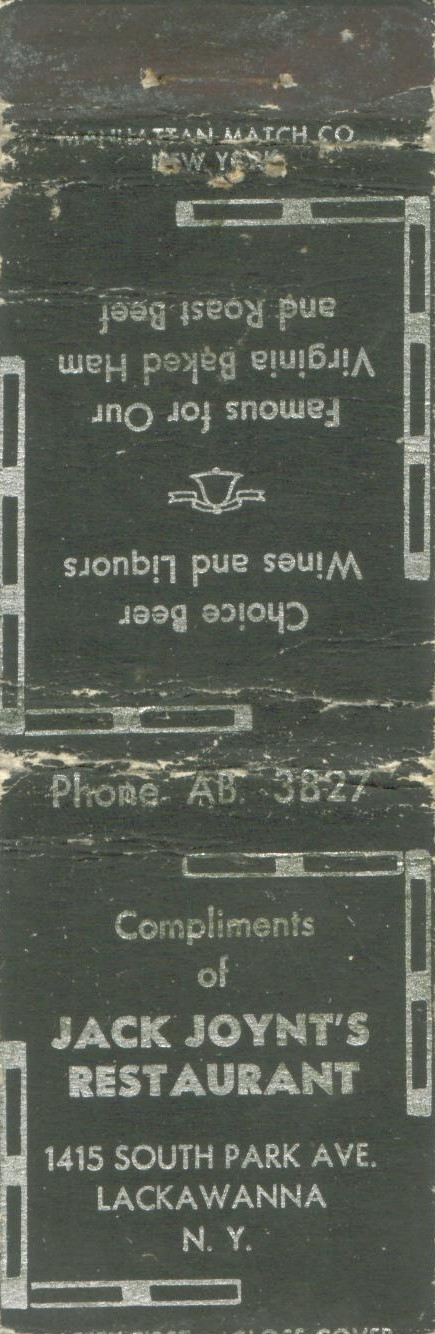 MANHATTAN MATCH CO.
NEW YORK
Choice Beer
Wines and Liquors
Famous for Our
Virginia Baked Ham
and Roast Beef
Phone AB. 3827
Compliments
of
JACK JOYNT'S
RESTAURANT
1415 SOUTH PARK AVE.
LACKAWANNA
N. Y.